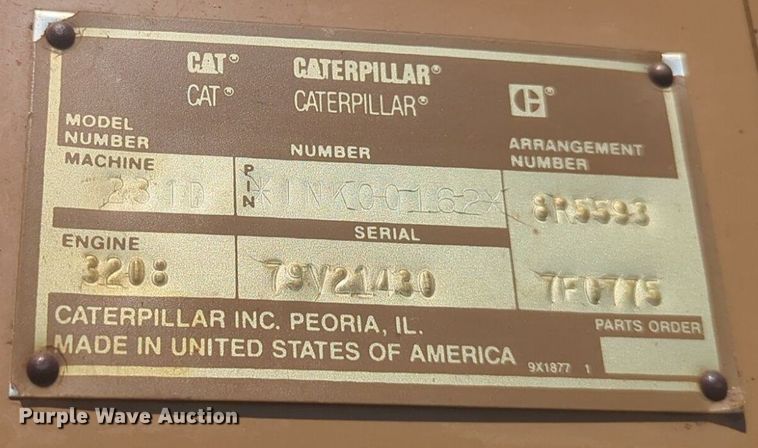 CAT® CATERPILLAR®
CAT® CATERPILLAR® C®
MODEL NUMBER NUMBER ARRANGEMENT NUMBER
MACHINE 231D PIN *1NK00162* 8R5593
SERIAL
ENGINE 3208 79V21430 7F0775
CATERPILLAR INC. PEORIA, IL. PARTS ORDER
MADE IN UNITED STATES OF AMERICA 9X1877 1
Purple Wave Auction